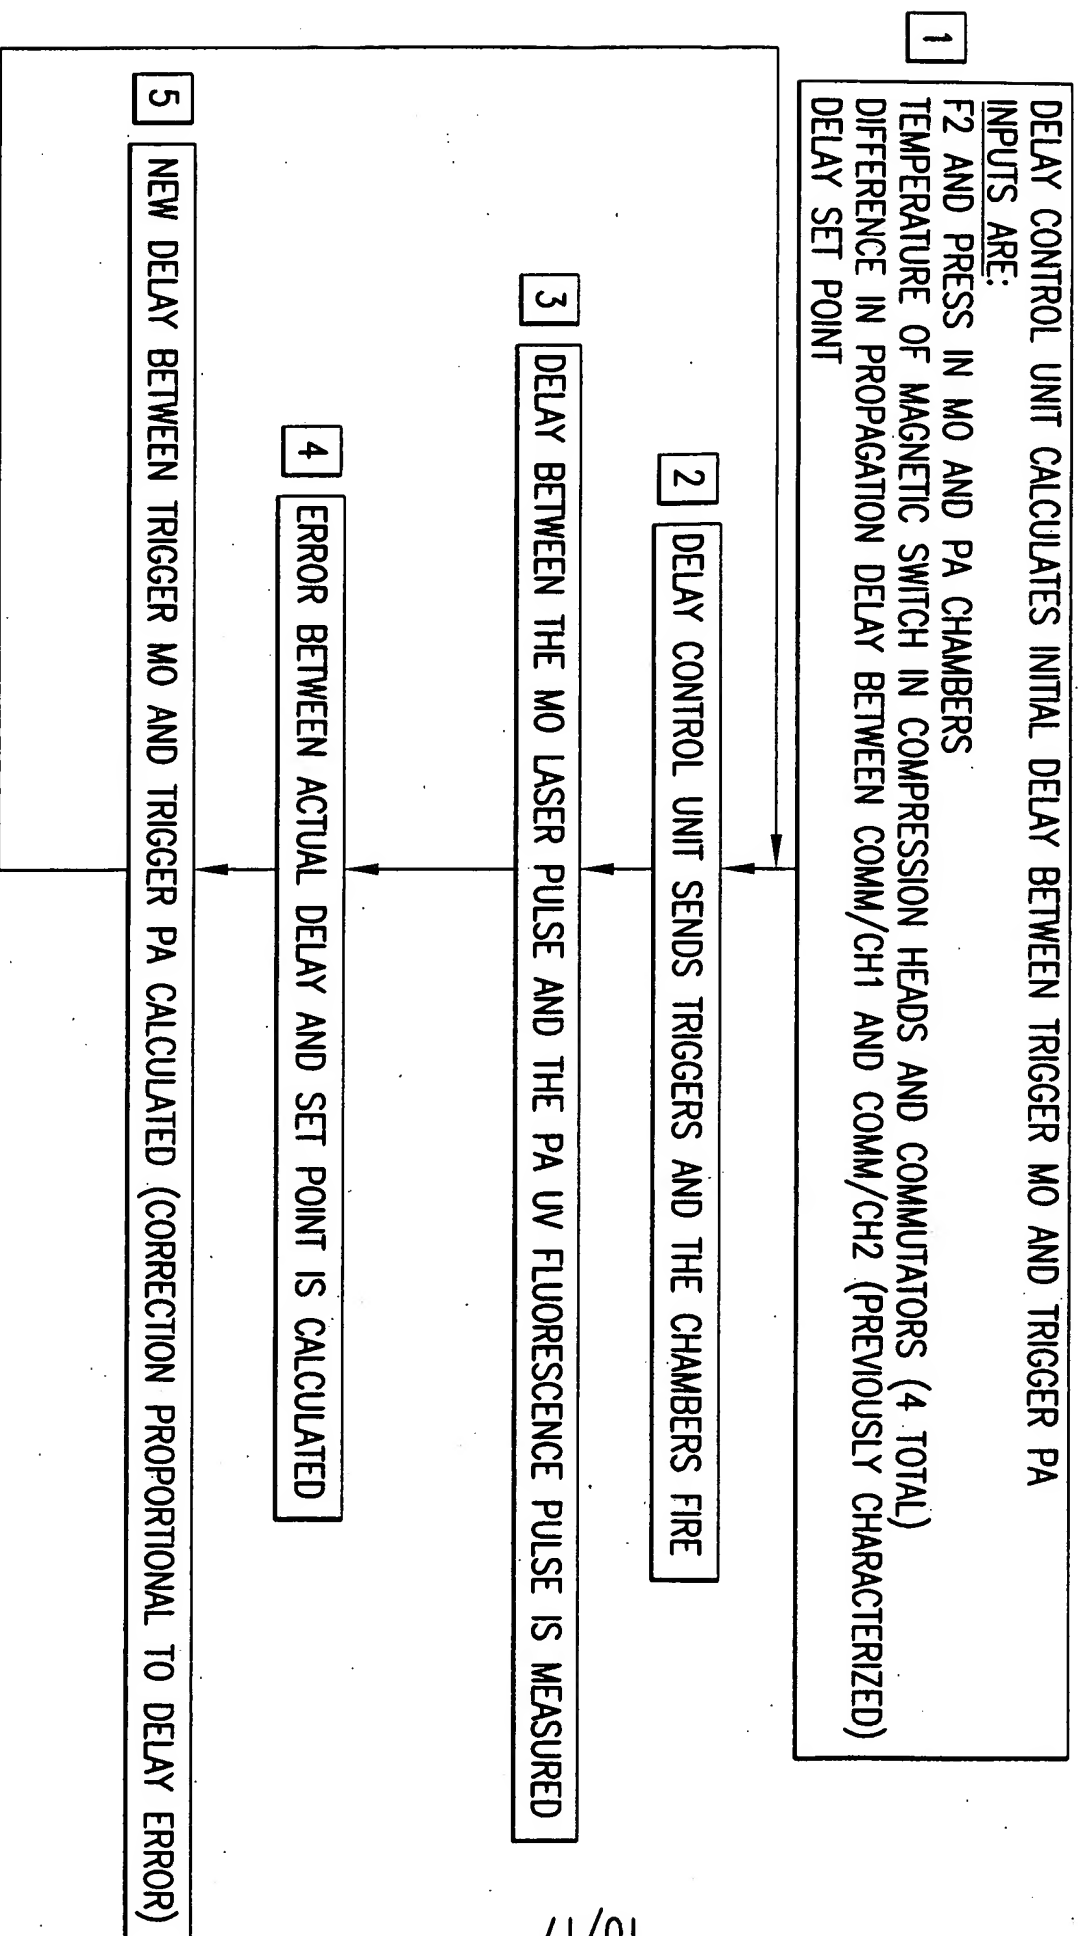 1
DELAY CONTROL UNIT CALCULATES INITIAL DELAY BETWEEN TRIGGER MO AND TRIGGER PA
INPUTS ARE:
F2 AND PRESS IN MO AND PA CHAMBERS
TEMPERATURE OF MAGNETIC SWITCH IN COMPRESSION HEADS AND COMMUTATORS (4 TOTAL)
DIFFERENCE IN PROPAGATION DELAY BETWEEN COMM/CH1 AND COMM/CH2 (PREVIOUSLY CHARACTERIZED)
DELAY SET POINT
2
DELAY CONTROL UNIT SENDS TRIGGERS AND THE CHAMBERS FIRE
3
DELAY BETWEEN THE MO LASER PULSE AND THE PA UV FLUORESCENCE PULSE IS MEASURED
4
ERROR BETWEEN ACTUAL DELAY AND SET POINT IS CALCULATED
5
NEW DELAY BETWEEN TRIGGER MO AND TRIGGER PA CALCULATED (CORRECTION PROPORTIONAL TO DELAY ERROR)